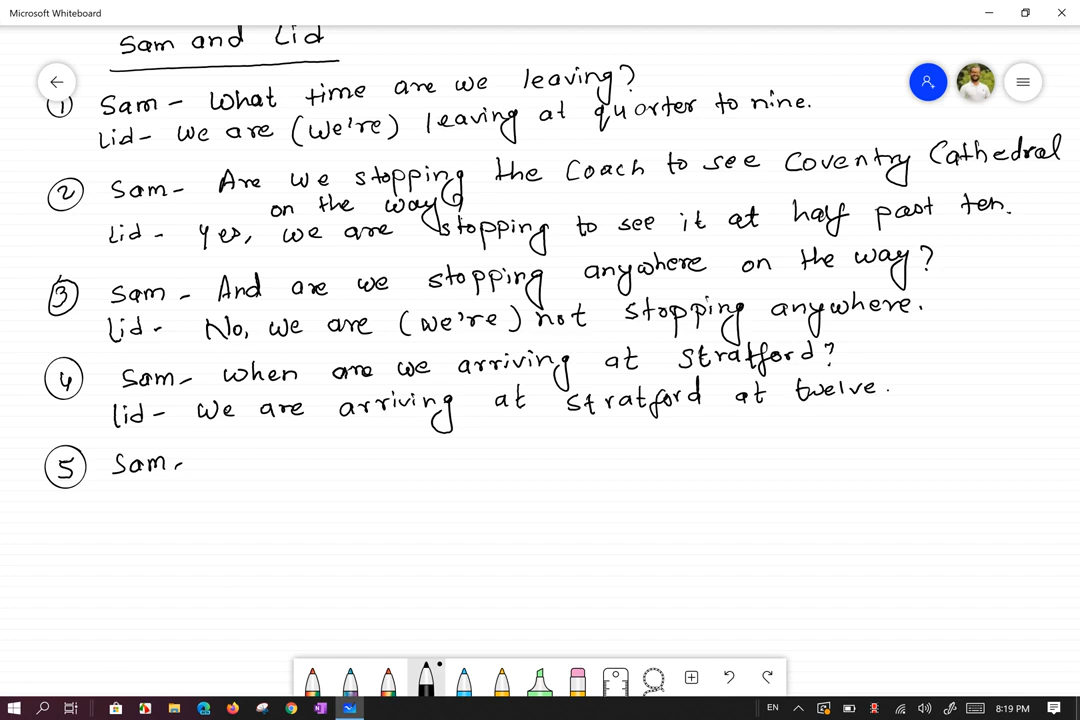 Microsoft Whiteboard
Sam and Lid
(1) Sam - What time are we leaving?
Lid - We are (We're) leaving at quarter to nine.
(2) Sam - Are we stopping the Coach to see Coventry Cathedral
on the way?
Lid - Yes, we are stopping to see it at half past ten.
(3) Sam - And are we stopping anywhere on the way?
Lid - No, we are (we're) not stopping anywhere.
(4) Sam - When are we arriving at Stratford?
Lid - We are arriving at Stratford at twelve.
(5) Sam -
EN 8:19 PM